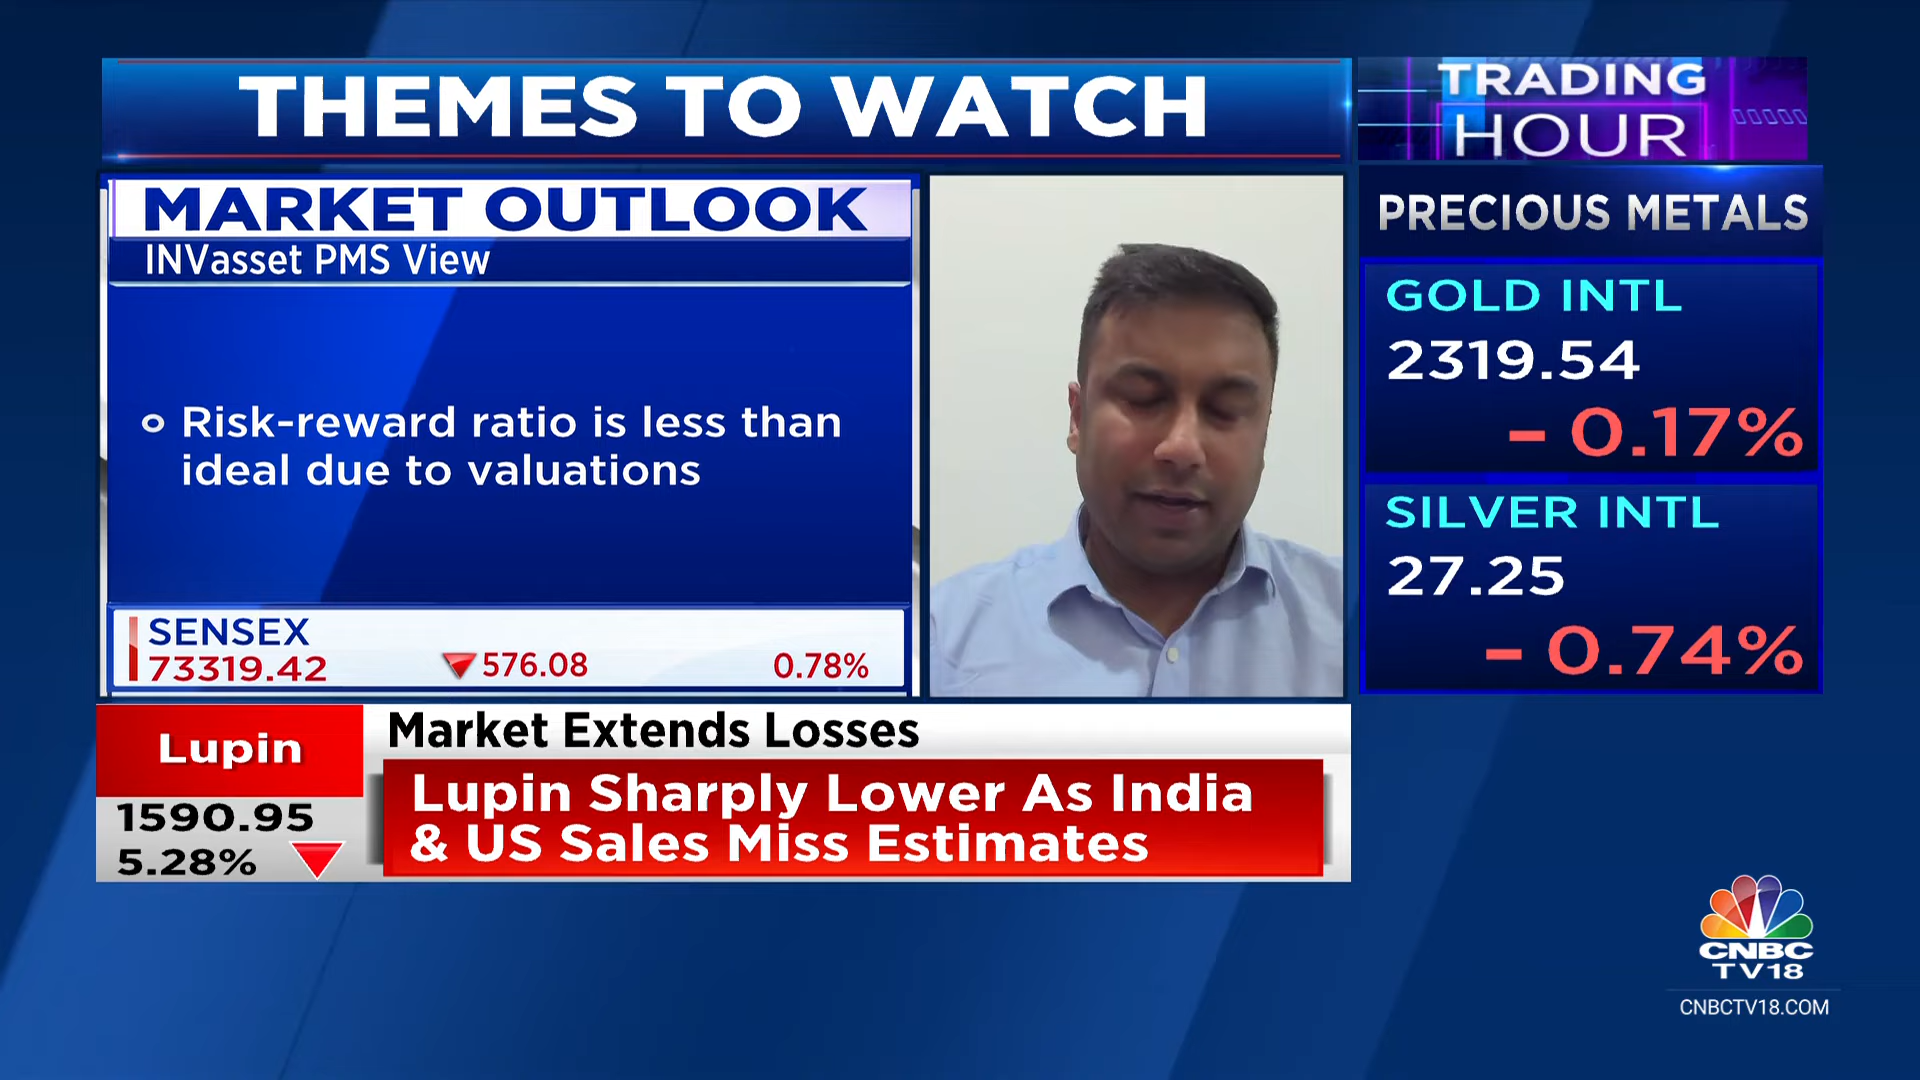 THEMES TO WATCH
TRADING
HOUR
MARKET OUTLOOK
INVasset PMS View
Risk-reward ratio is less than
ideal due to valuations
SENSEX
73319.42 576.08 0.78%
PRECIOUS METALS
GOLD INTL
2319.54
- 0.17%
SILVER INTL
27.25
- 0.74%
Lupin
1590.95
5.28%
Market Extends Losses
Lupin Sharply Lower As India
& US Sales Miss Estimates
CNBC
TV18
CNBCTV18.COM